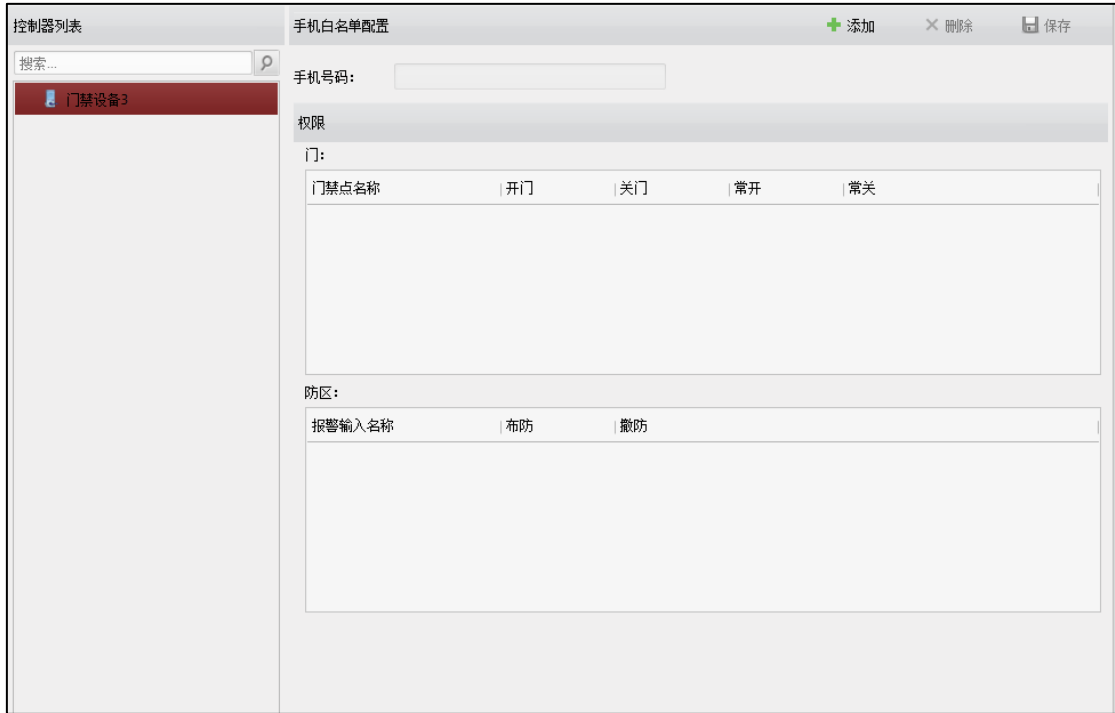 控制器列表
搜索...
门禁设备3
手机白名单配置 添加 删除 保存
手机号码：
权限
门：
门禁点名称 开门 关门 常开 常关
防区：
报警输入名称 布防 撤防